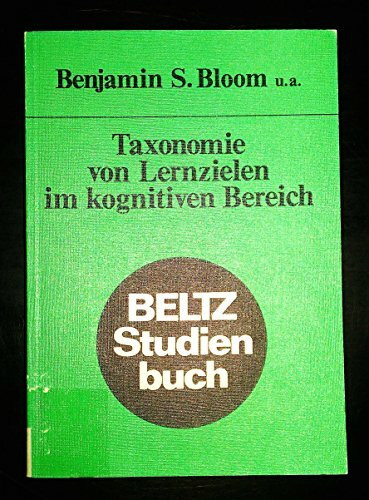 Benjamin S. Bloom u.a.
Taxonomie
von Lernzielen
im kognitiven Bereich
BELTZ
Studien
buch